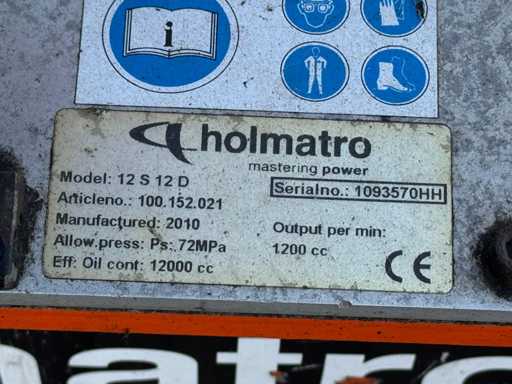 i
holmatro
mastering power
Model: 12 S 12 D
Serialno.: 1093570HH
Articleno.: 100.152.021
Manufactured: 2010
Output per min:
Allow.press: Ps: 72MPa
1200 cc
Eff: Oil cont: 12000 cc
CE
matro